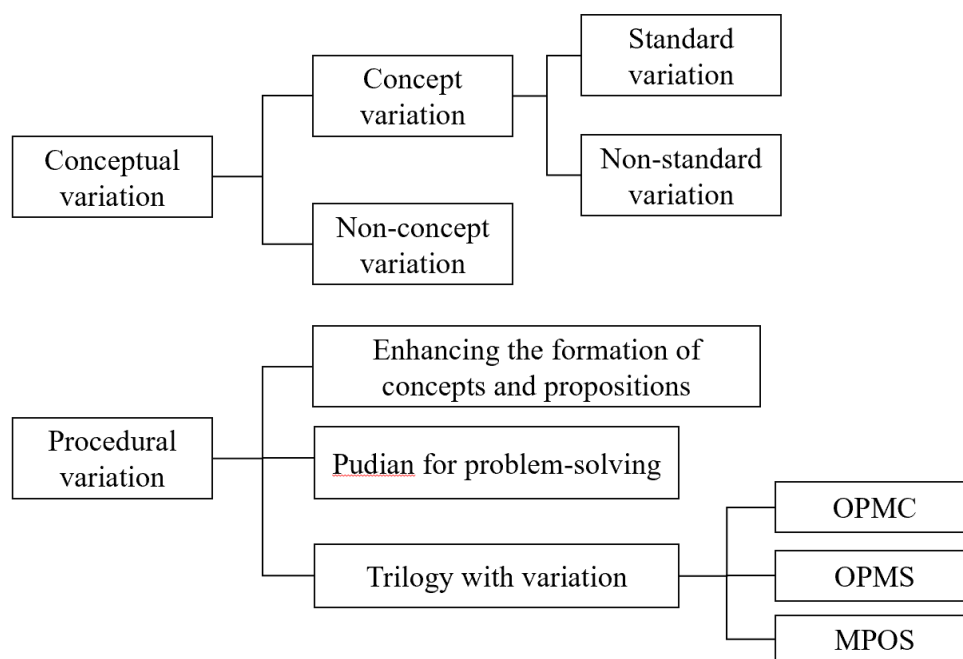 Standard
variation
Concept
variation
Conceptual
variation
Non-standard
variation
Non-concept
variation
Enhancing the formation of
concepts and propositions
Procedural
variation
Pudian for problem-solving
OPMC
Trilogy with variation
OPMS
MPOS